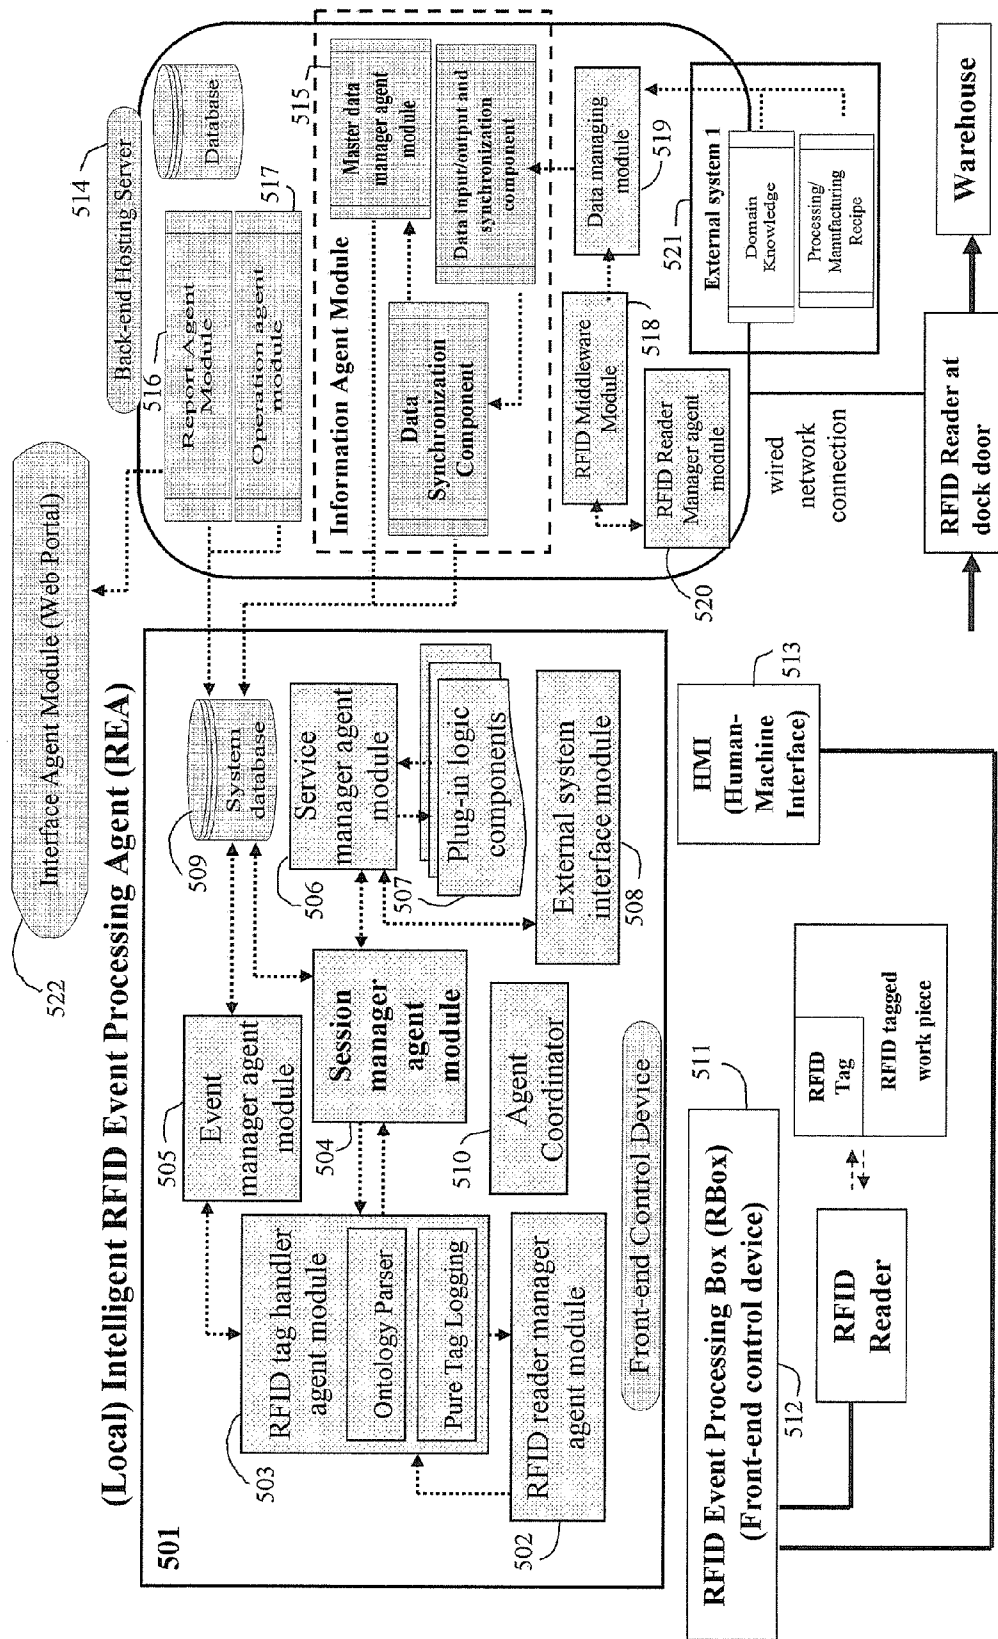 522
Interface Agent Module (Web Portal)
(Local) Intelligent RFID Event Processing Agent (REA)
501
503
RFID tag handler
agent module
Ontology Parser
Pure Tag Logging
502
RFID reader manager
agent module
505
Event
manager agent
module
504
Session
manager
agent
module
510
Agent
Coordinator
509
System
database
506
Service
manager agent
module
507
Plug-in logic
components
External system
interface module
508
Front-end Control Device
514
Back-end Hosting Server
Database
516
Report Agent
Module
517
Operation agent
module
Information Agent Module
515
Master data
manager agent
module
Data input/output and
synchronization
component
Data
Synchronization
Component
Data managing
module
519
RFID Middleware
Module
518
RFID Reader
Manager agent
module
520
521
External system 1
Domain
Knowledge
Processing/
Manufacturing
Recipe
wired
network
connection
RFID Reader at
dock door
Warehouse
511
RFID Event Processing Box (RBox)
(Front-end control device)
512
RFID
Reader
RFID
Tag
RFID tagged
work piece
HMI
(Human-
Machine
Interface)
513